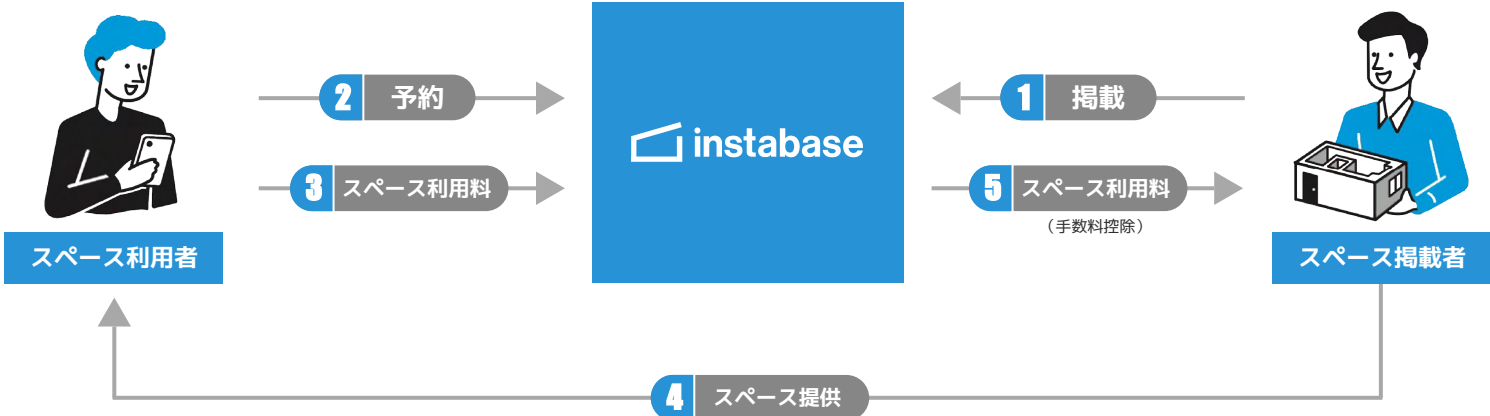 2 予約
instabase
1 掲載
3 スペース利用料
5 スペース利用料
（手数料控除）
スペース利用者
スペース掲載者
4 スペース提供